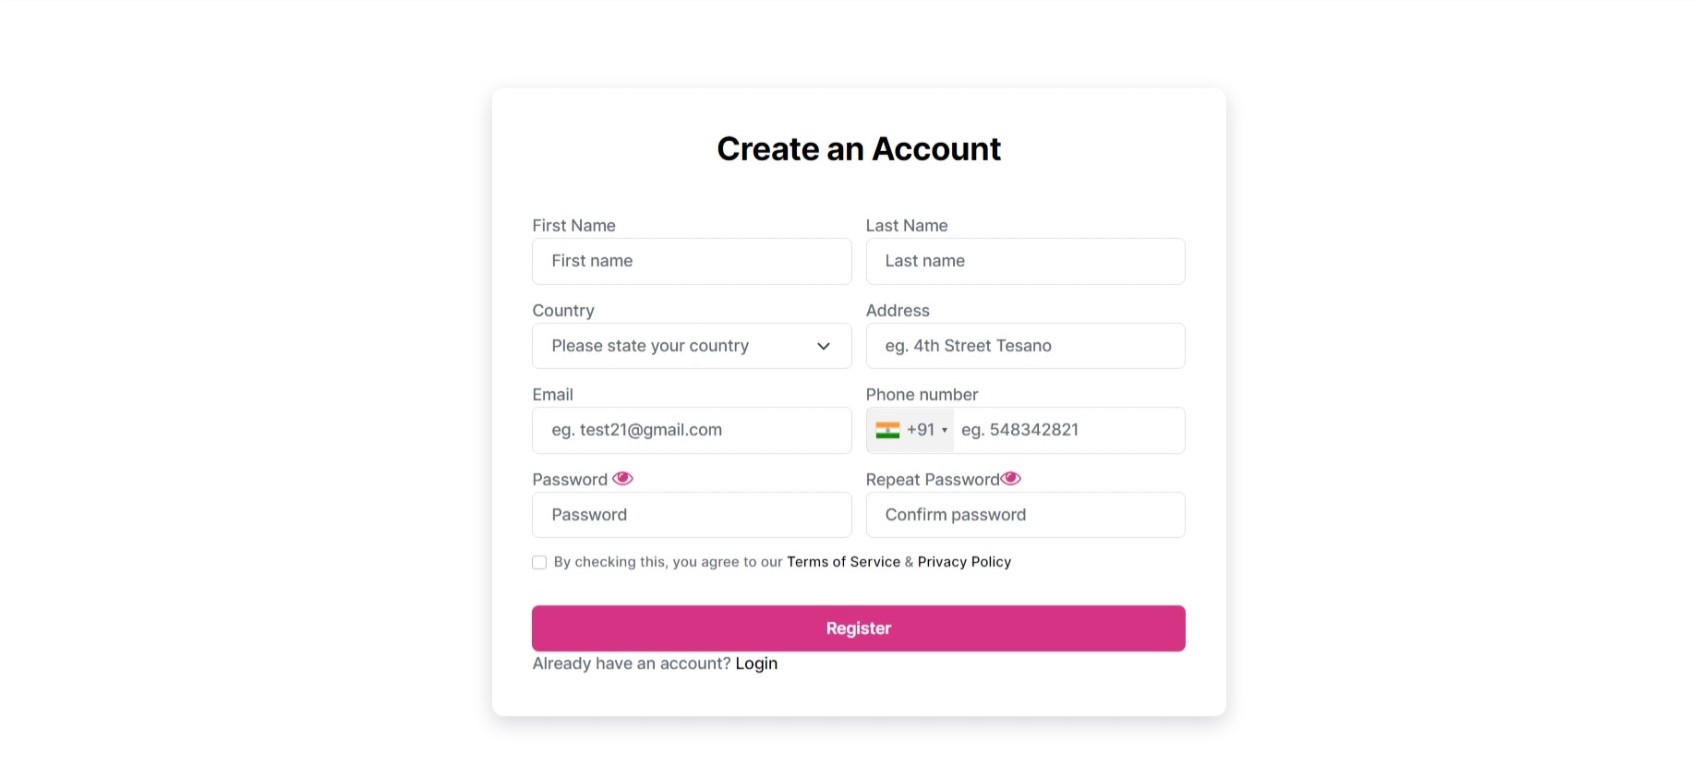 Create an Account
First Name
Last Name
First name
Last name
Country
Address
Please state your country
eg. 4th Street Tesano
Email
Phone number
eg. test21@gmail.com
+91 eg. 548342821
Password
Repeat Password
Password
Confirm password
By checking this, you agree to our Terms of Service & Privacy Policy
Register
Already have an account? Login